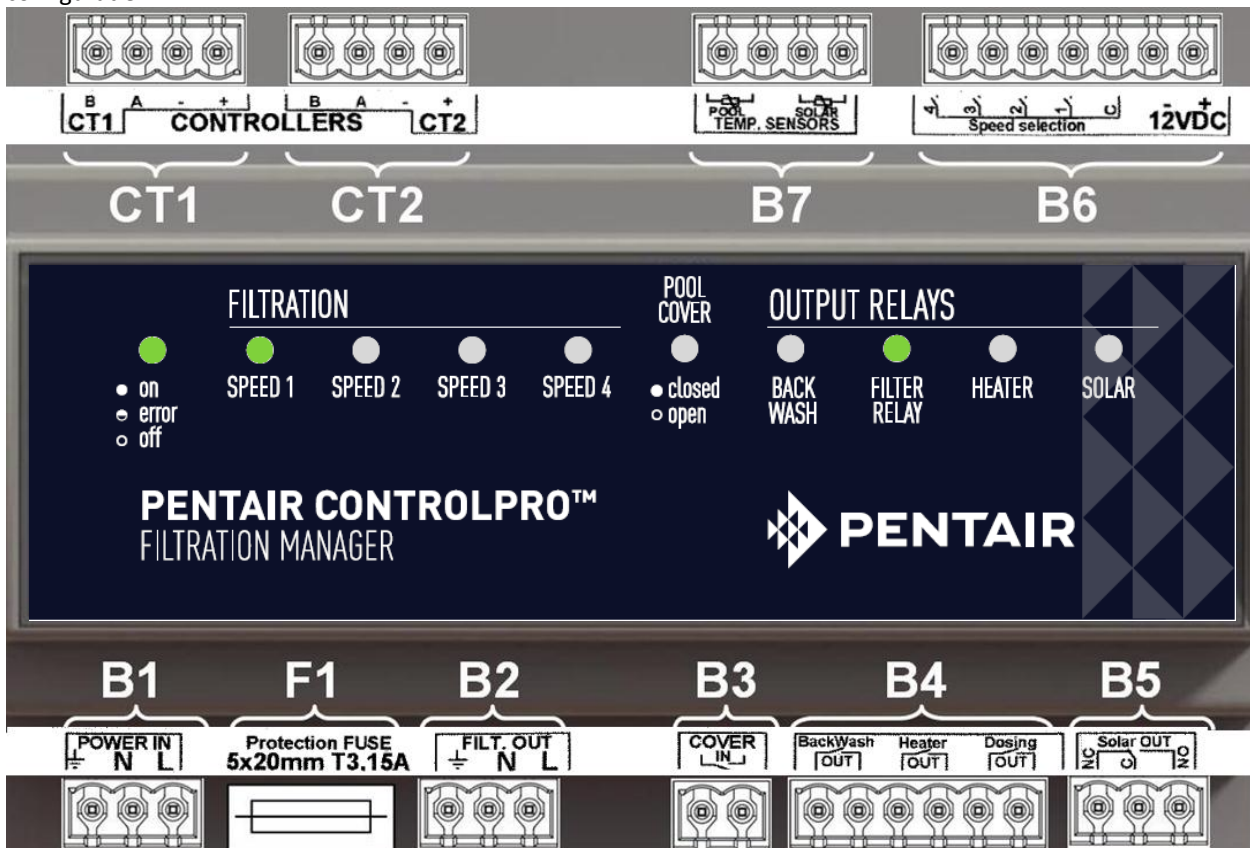 B A - + B A - +
CT1 CONTROLLERS CT2
POOL SOLAR
TEMP. SENSORS
4 3 2 1 C - +
Speed selection 12VDC
CT1 CT2 B7 B6
FILTRATION
POOL
COVER
OUTPUT RELAYS
on
error
off
SPEED 1 SPEED 2 SPEED 3 SPEED 4
closed
open
BACK
WASH
FILTER
RELAY
HEATER
SOLAR
PENTAIR CONTROLPRO™
FILTRATION MANAGER
PENTAIR
B1 F1 B2 B3 B4 B5
POWER IN
N L
Protection FUSE
5x20mm T3.15A
FILT. OUT
N L
COVER
IN
BackWash Heater Dosing
OUT OUT OUT
Solar OUT
NC C NO